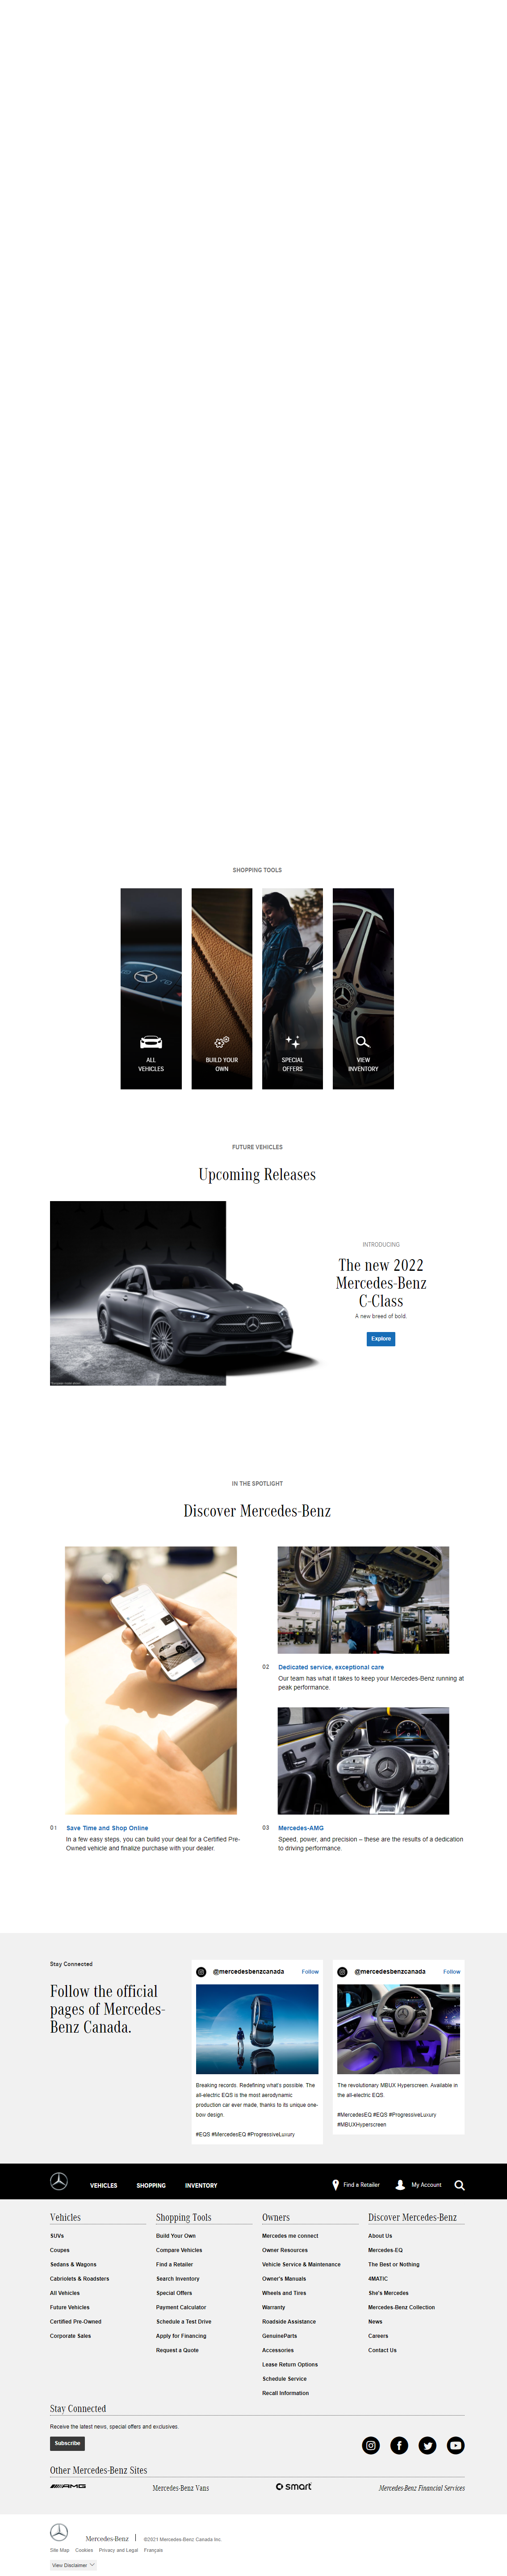 SHOPPING TOOLS
ALL
VEHICLES
BUILD YOUR
OWN
SPECIAL
OFFERS
VIEW
INVENTORY
FUTURE VEHICLES
Upcoming Releases
INTRODUCING
The new 2022
Mercedes-Benz
C-Class
A new breed of bold.
Explore
IN THE SPOTLIGHT
Discover Mercedes-Benz
01
Save Time and Shop Online
In a few easy steps, you can build your deal for a Certified Pre-
Owned vehicle and finalize purchase with your dealer.
02
Dedicated service, exceptional care
Our team has what it takes to keep your Mercedes-Benz running at
peak performance.
03
Mercedes-AMG
Speed, power, and precision – these are the results of a dedication
to driving performance.
Stay Connected
Follow the official
pages of Mercedes-
Benz Canada.
@mercedesbenzcanada Follow
Breaking records. Redefining what's possible. The
all-electric EQS is the most aerodynamic
production car ever made, thanks to its unique one-
bow design.
#EQS #MercedesEQ #ProgressiveLuxury
@mercedesbenzcanada Follow
The revolutionary MBUX Hyperscreen. Available in
the all-electric EQS.
#MercedesEQ #EQS #ProgressiveLuxury
#MBUXHyperscreen
VEHICLES SHOPPING INVENTORY Find a Retailer My Account
Vehicles
SUVs
Coupes
Sedans & Wagons
Cabriolets & Roadsters
All Vehicles
Future Vehicles
Certified Pre-Owned
Corporate Sales
Shopping Tools
Build Your Own
Compare Vehicles
Find a Retailer
Search Inventory
Special Offers
Payment Calculator
Schedule a Test Drive
Apply for Financing
Request a Quote
Owners
Mercedes me connect
Owner Resources
Vehicle Service & Maintenance
Owner's Manuals
Wheels and Tires
Warranty
Roadside Assistance
GenuineParts
Accessories
Lease Return Options
Schedule Service
Recall Information
Discover Mercedes-Benz
About Us
Mercedes-EQ
The Best or Nothing
4MATIC
She's Mercedes
Mercedes-Benz Collection
News
Careers
Contact Us
Stay Connected
Receive the latest news, special offers and exclusives.
Subscribe
Other Mercedes-Benz Sites
AMG Mercedes-Benz Vans smart Mercedes-Benz Financial Services
Mercedes-Benz ©2021 Mercedes-Benz Canada Inc.
Site Map Cookies Privacy and Legal Français
View Disclaimer